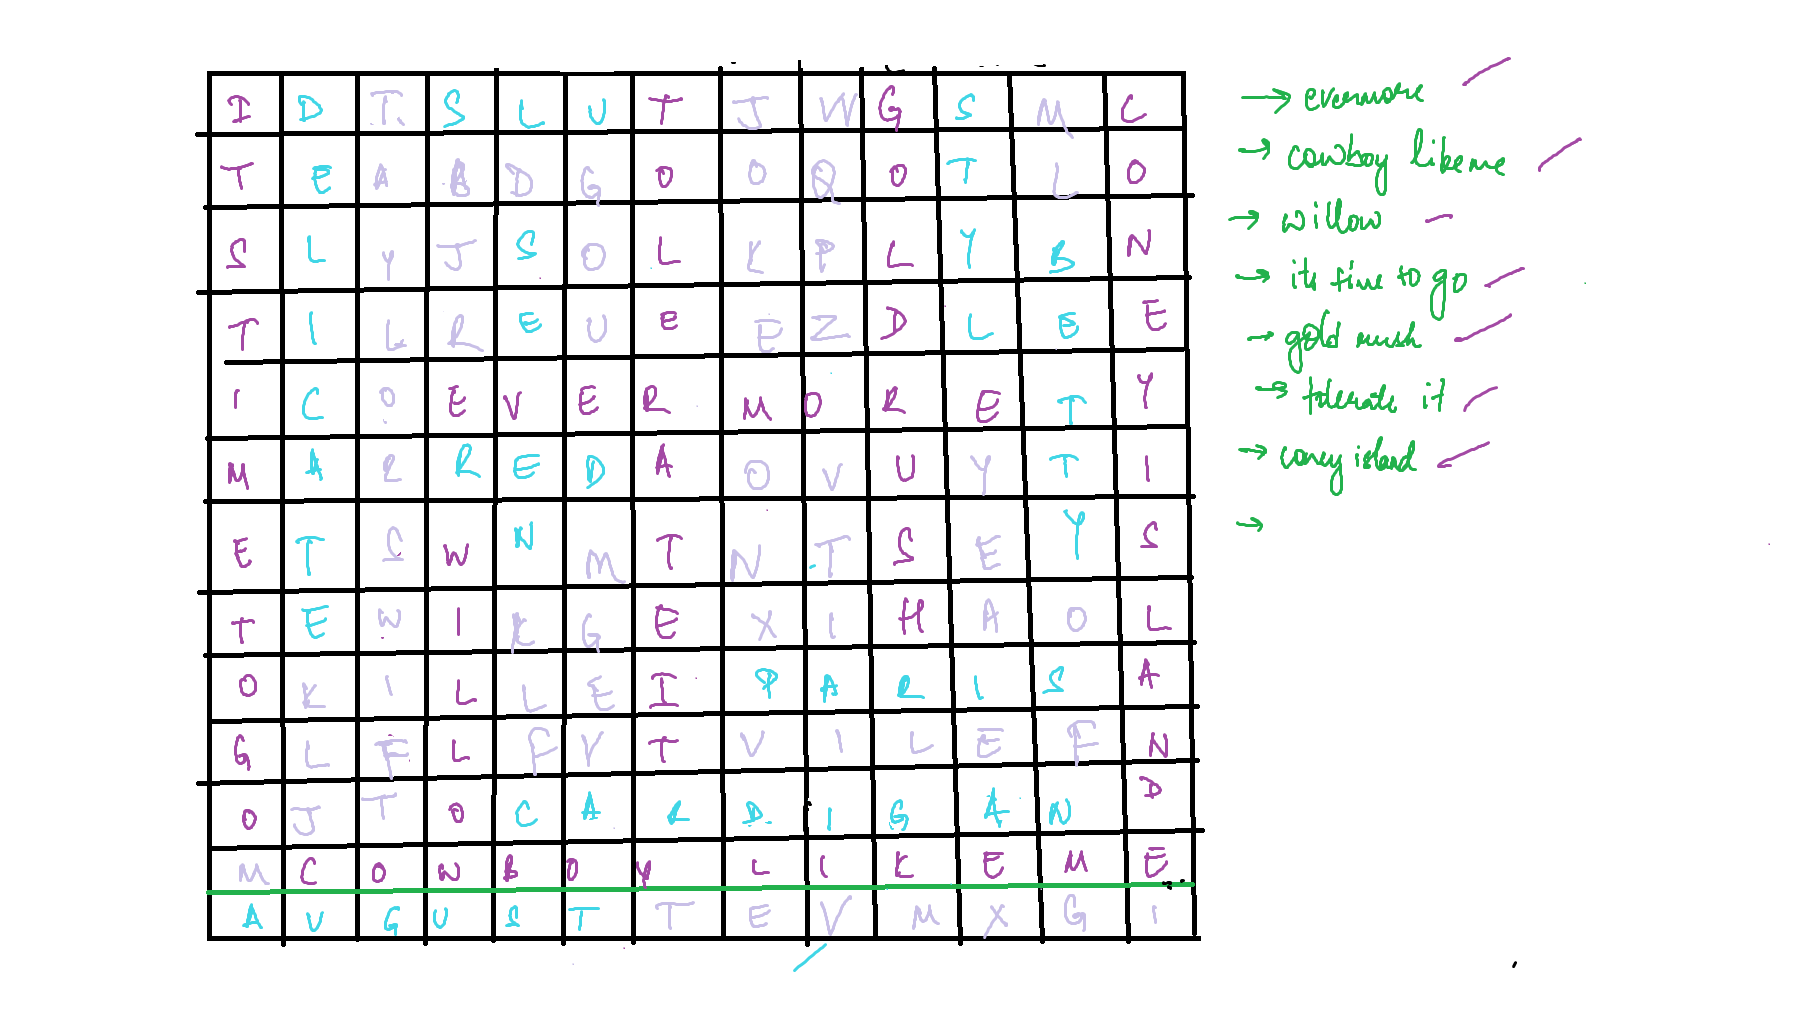 I D T S L U T J W G S M C
T E A B D G O O Q O T L O
S L Y J S O L K P L Y B N
T I L R E U E E Z D L E E
I C O E V E R M O R E T Y
M A R R E D A O V U Y T I
E T S W N M T N T S E Y S
T E W I K G E X I H A O L
O K I L L E I P A R I S A
G L F L F V T V I L E F N
O J T O C A R D I G A N D
M C O W B O Y L I K E M E
A U G U S T T E V M X G I
→ evermore
→ cowboy like me
→ willow
→ its time to go
→ gold rush
→ tolerate it
→ coney island
→